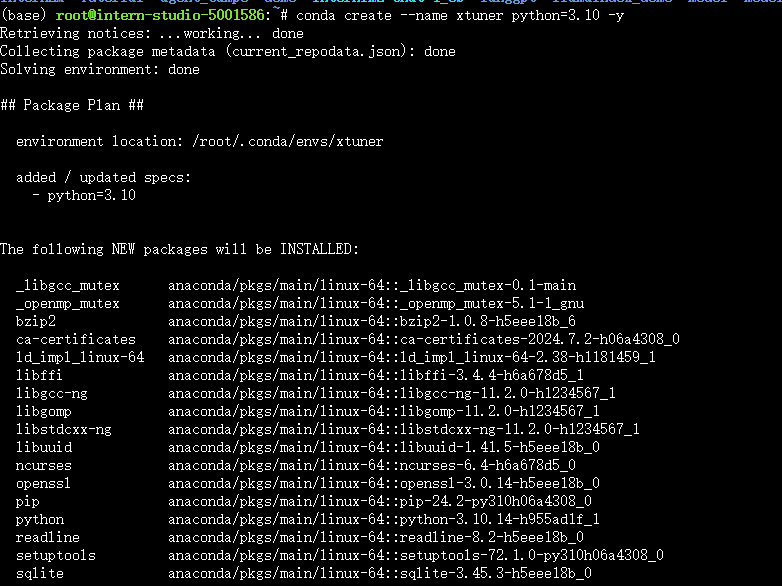 (base) root@intern-studio-5001586:~# conda create --name xtuner python=3.10 -y
Retrieving notices: ...working... done
Collecting package metadata (current_repodata.json): done
Solving environment: done
## Package Plan ##
environment location: /root/.conda/envs/xtuner
added / updated specs:
- python=3.10
The following NEW packages will be INSTALLED:
_libgcc_mutex anaconda/pkgs/main/linux-64::_libgcc_mutex-0.1-main
_openmp_mutex anaconda/pkgs/main/linux-64::_openmp_mutex-5.1-1_gnu
bzip2 anaconda/pkgs/main/linux-64::bzip2-1.0.8-h5eee18b_6
ca-certificates anaconda/pkgs/main/linux-64::ca-certificates-2024.7.2-h06a4308_0
ld_impl_linux-64 anaconda/pkgs/main/linux-64::ld_impl_linux-64-2.38-h1181459_1
libffi anaconda/pkgs/main/linux-64::libffi-3.4.4-h6a678d5_1
libgcc-ng anaconda/pkgs/main/linux-64::libgcc-ng-11.2.0-h1234567_1
libgomp anaconda/pkgs/main/linux-64::libgomp-11.2.0-h1234567_1
libstdcxx-ng anaconda/pkgs/main/linux-64::libstdcxx-ng-11.2.0-h1234567_1
libuuid anaconda/pkgs/main/linux-64::libuuid-1.41.5-h5eee18b_0
ncurses anaconda/pkgs/main/linux-64::ncurses-6.4-h6a678d5_0
openssl anaconda/pkgs/main/linux-64::openssl-3.0.14-h5eee18b_0
pip anaconda/pkgs/main/linux-64::pip-24.2-py310h06a4308_0
python anaconda/pkgs/main/linux-64::python-3.10.14-h955ad1f_1
readline anaconda/pkgs/main/linux-64::readline-8.2-h5eee18b_0
setuptools anaconda/pkgs/main/linux-64::setuptools-72.1.0-py310h06a4308_0
sqlite anaconda/pkgs/main/linux-64::sqlite-3.45.3-h5eee18b_0